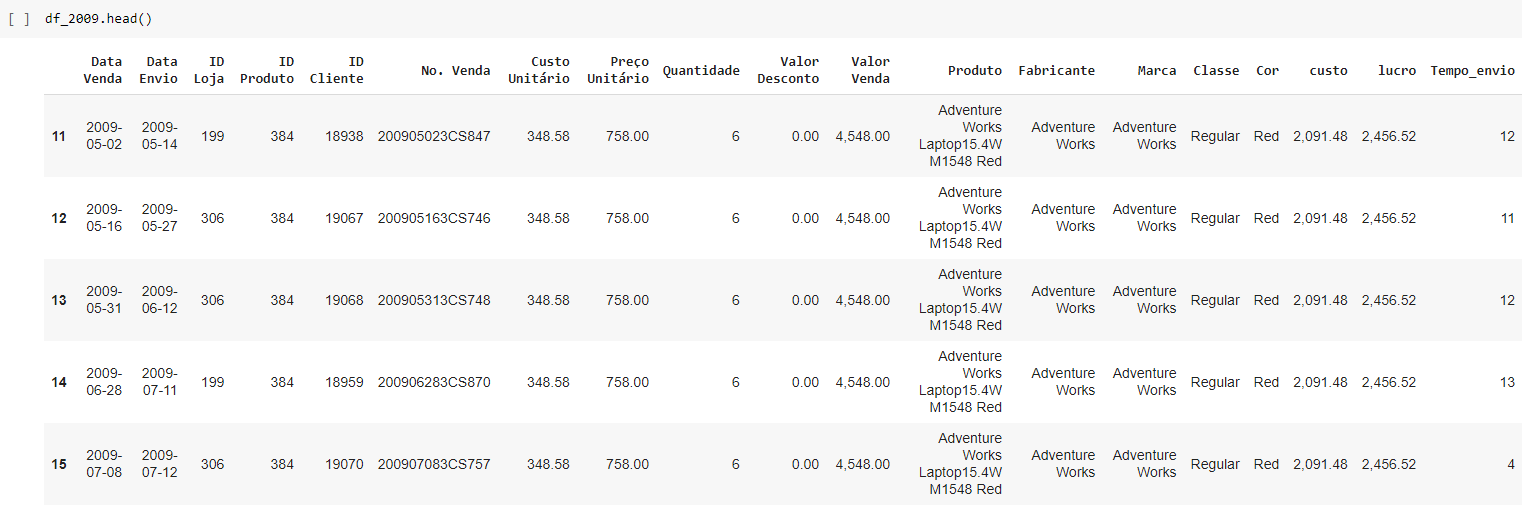 [ ] df_2009.head()
Data Venda Data Envio ID Loja ID Produto ID Cliente No. Venda Custo Unitário Preço Unitário Quantidade Valor Desconto Valor Venda Produto Fabricante Marca Classe Cor custo lucro Tempo_envio
11 2009-05-02 2009-05-14 199 384 18938 200905023CS847 348.58 758.00 6 0.00 4,548.00 Adventure Works Laptop15.4W M1548 Red Adventure Works Adventure Works Regular Red 2,091.48 2,456.52 12
12 2009-05-16 2009-05-27 306 384 19067 200905163CS746 348.58 758.00 6 0.00 4,548.00 Adventure Works Laptop15.4W M1548 Red Adventure Works Adventure Works Regular Red 2,091.48 2,456.52 11
13 2009-05-31 2009-06-12 306 384 19068 200905313CS748 348.58 758.00 6 0.00 4,548.00 Adventure Works Laptop15.4W M1548 Red Adventure Works Adventure Works Regular Red 2,091.48 2,456.52 12
14 2009-06-28 2009-07-11 199 384 18959 200906283CS870 348.58 758.00 6 0.00 4,548.00 Adventure Works Laptop15.4W M1548 Red Adventure Works Adventure Works Regular Red 2,091.48 2,456.52 13
15 2009-07-08 2009-07-12 306 384 19070 200907083CS757 348.58 758.00 6 0.00 4,548.00 Adventure Works Laptop15.4W M1548 Red Adventure Works Adventure Works Regular Red 2,091.48 2,456.52 4